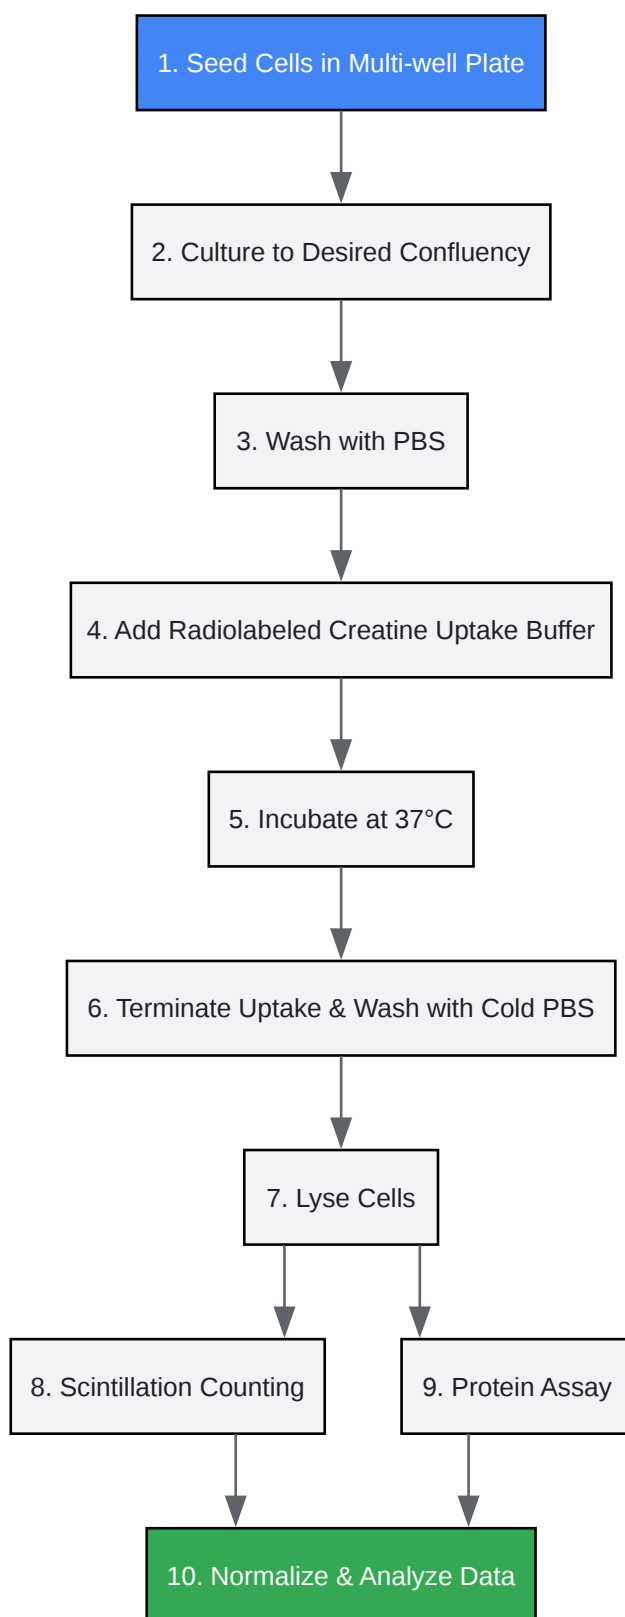 1. Seed Cells in Multi-well Plate
2. Culture to Desired Confluency
3. Wash with PBS
4. Add Radiolabeled Creatine Uptake Buffer
5. Incubate at 37°C
6. Terminate Uptake & Wash with Cold PBS
7. Lyse Cells
8. Scintillation Counting
9. Protein Assay
10. Normalize & Analyze Data